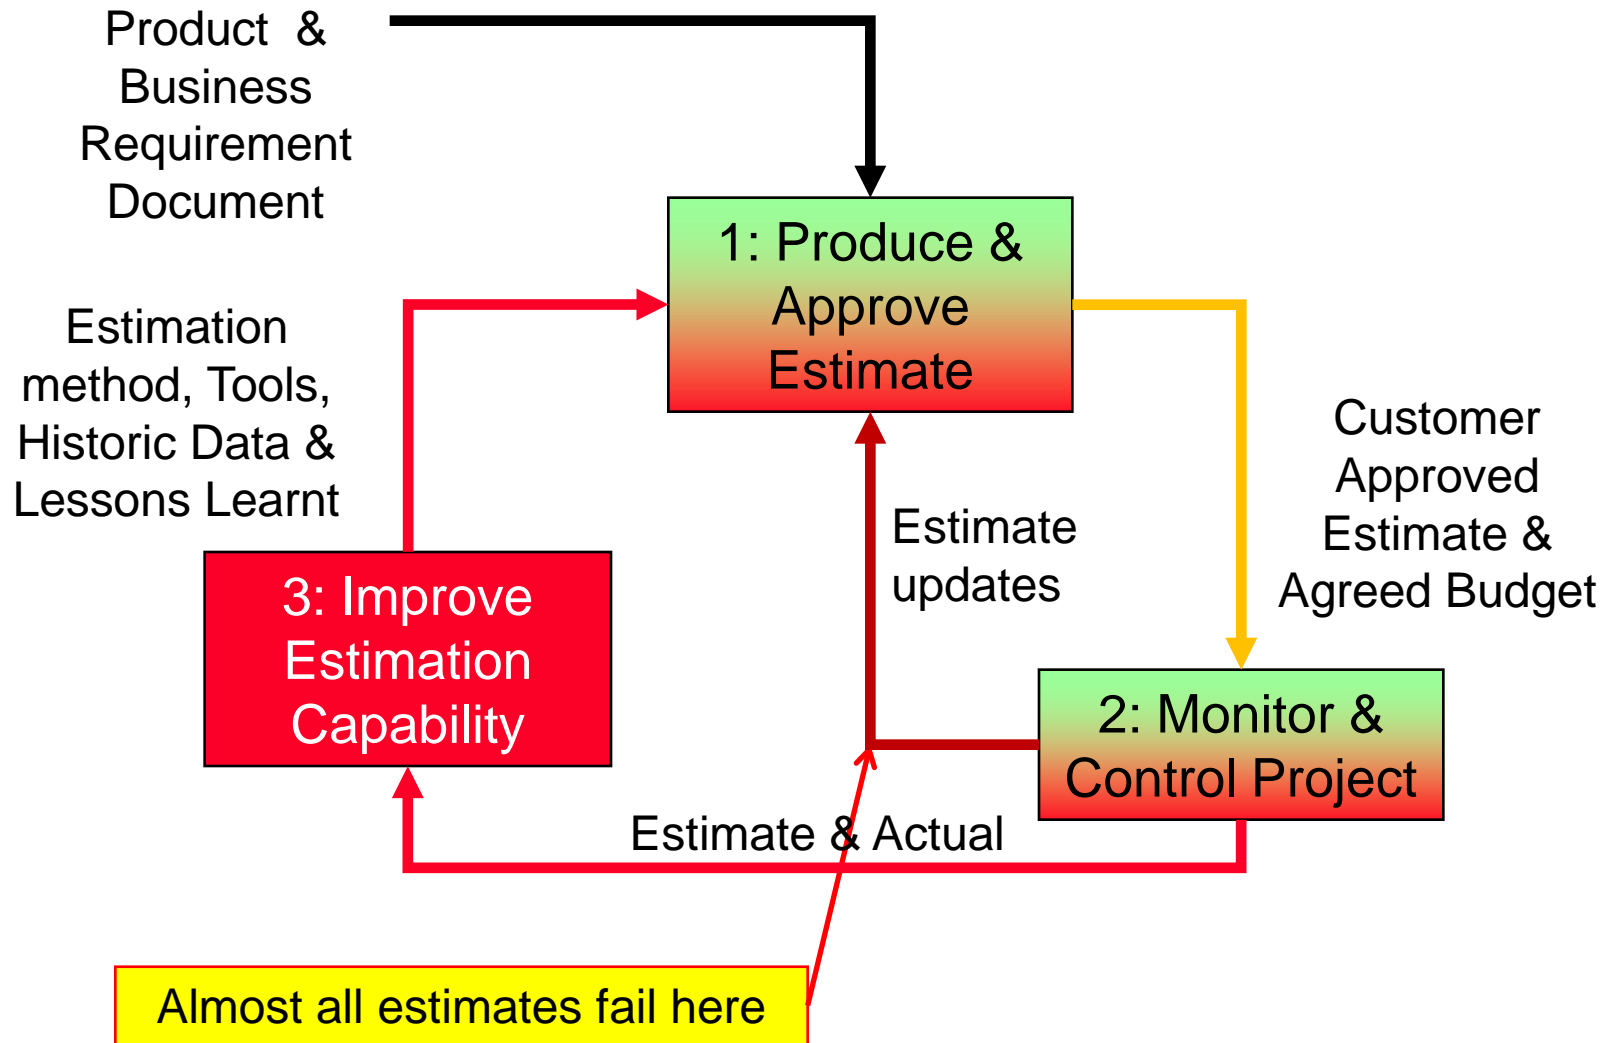 Product  &
Business
Requirement
Document
1: Produce &
Approve
Estimate
Estimation
method, Tools,
Historic Data &
Lessons Learnt
Customer
Approved
Estimate &
Agreed Budget
Estimate
updates
3: Improve
Estimation
Capability
2: Monitor &
Control Project
Estimate & Actual
Almost all estimates fail here